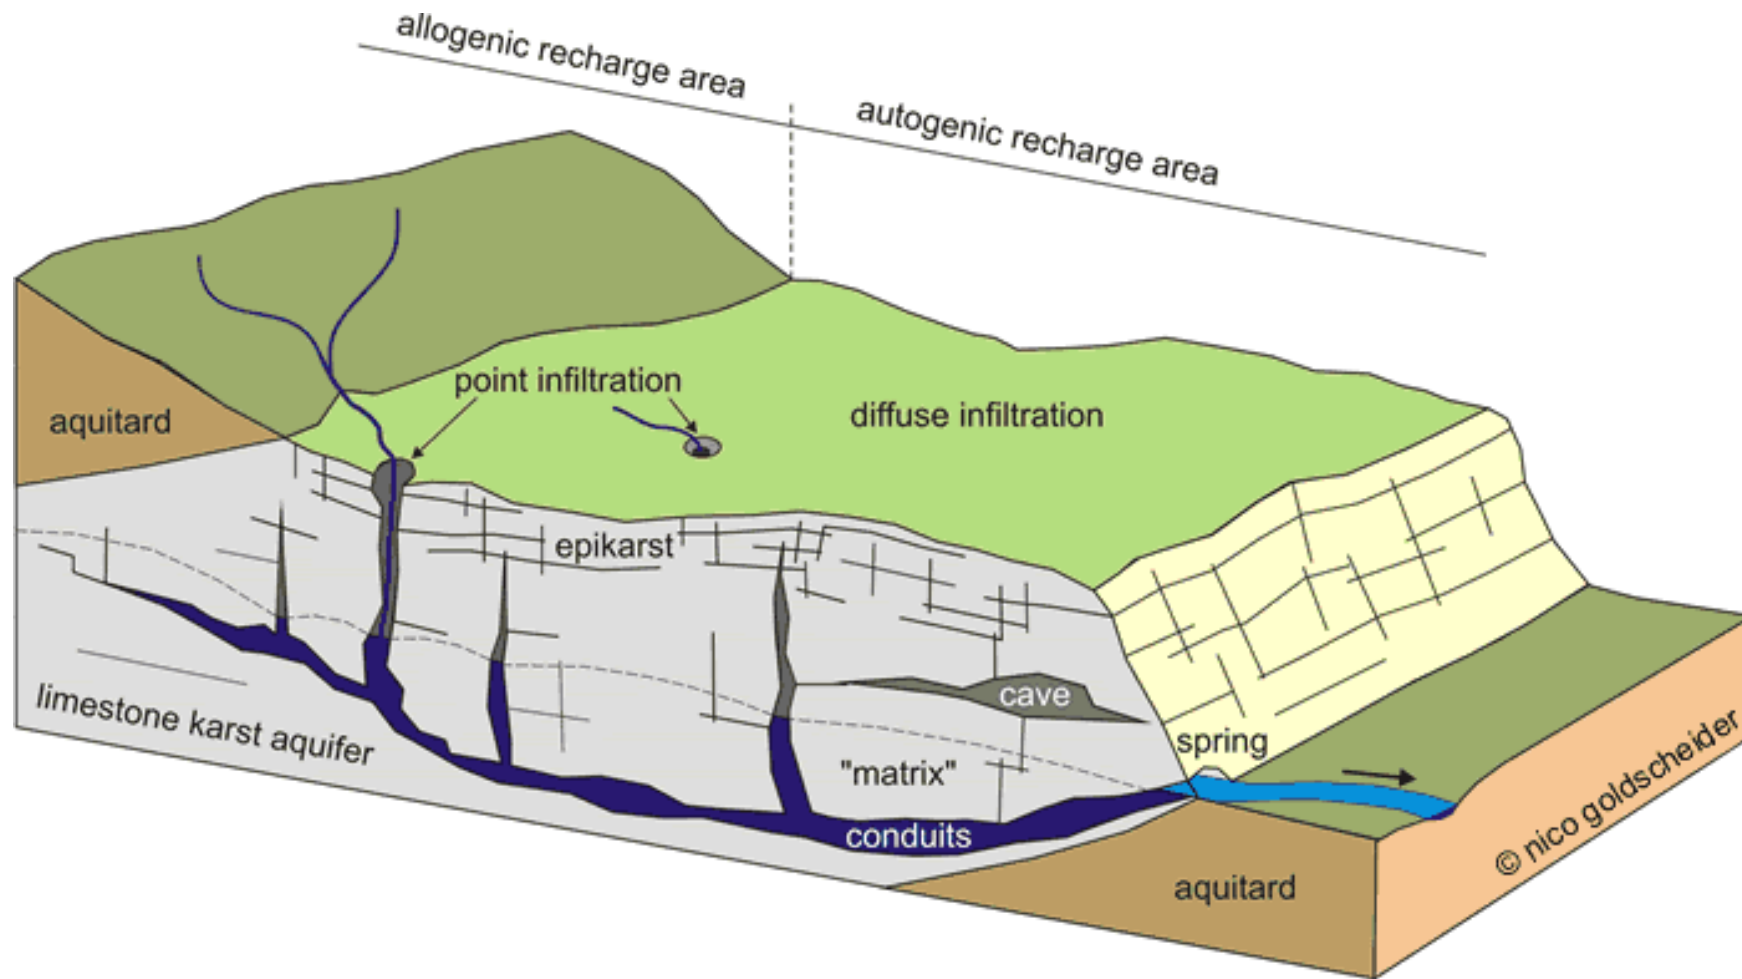 allogenic recharge area
autogenic recharge area
point infiltration
diffuse infiltration
aquitard
epikarst
cave
limestone karst aquifer
spring
"matrix"
conduits
aquitard
© nico goldscheider